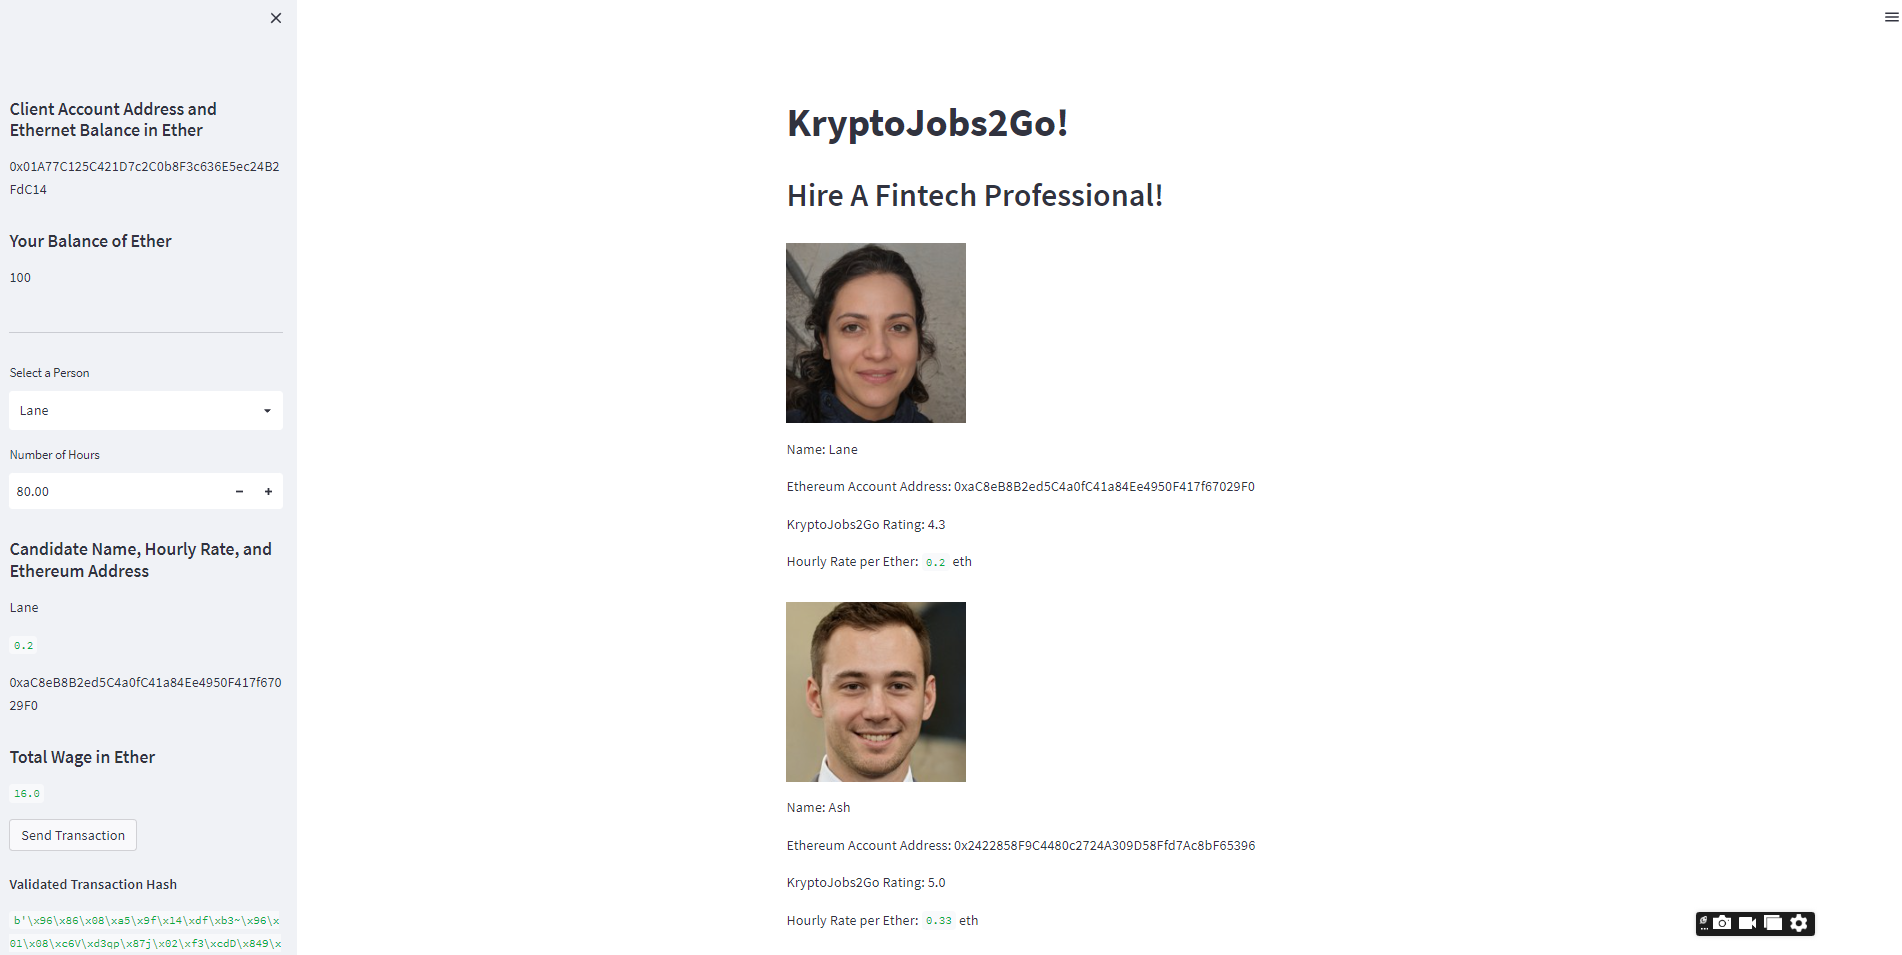 Client Account Address and
Ethernet Balance in Ether
0x01A77C125C421D7c2C0b8F3c636E5ec24B2
FdC14
Your Balance of Ether
100
Select a Person
Lane
Number of Hours
80.00
Candidate Name, Hourly Rate, and
Ethereum Address
Lane
0.2
0xaC8eB8B2ed5C4a0fC41a84Ee4950F417f670
29F0
Total Wage in Ether
16.0
Send Transaction
Validated Transaction Hash
b'\x96\x86\x08\xa5\x9f\x14\xdf\xb3~\x96\x
01\x08\xc6V\xd3qp\x87j\x02\xf3\xcdD\x849\x
KryptoJobs2Go!
Hire A Fintech Professional!
Name: Lane
Ethereum Account Address: 0xaC8eB8B2ed5C4a0fC41a84Ee4950F417f67029F0
KryptoJobs2Go Rating: 4.3
Hourly Rate per Ether: 0.2 eth
Name: Ash
Ethereum Account Address: 0x2422858F9C4480c2724A309D58Ffd7Ac8bF65396
KryptoJobs2Go Rating: 5.0
Hourly Rate per Ether: 0.33 eth